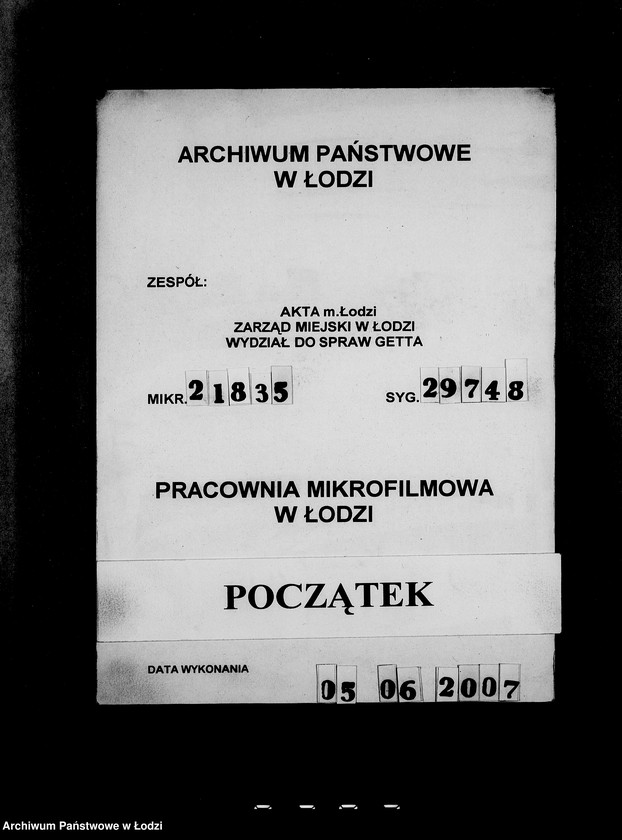 ARCHIWUM PAŃSTWOWE
W ŁODZI
ZESPÓŁ:
AKTA m.Łodzi
ZARZĄD MIEJSKI W ŁODZI
WYDZIAŁ DO SPRAW GETTA
MIKR. 21835 SYG. 29748
PRACOWNIA MIKROFILMOWA
W ŁODZI
POCZĄTEK
DATA WYKONANIA 05 06 2007
Archiwum Państwowe w Łodzi